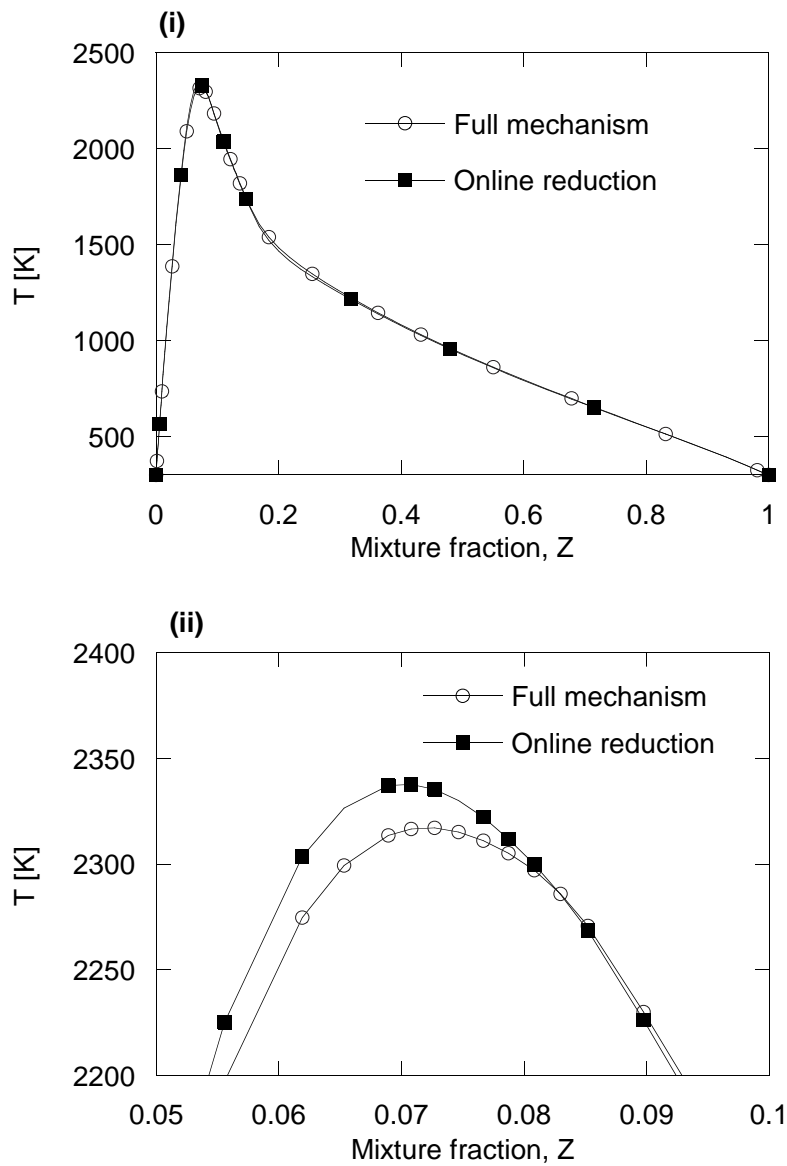 (i)
2500
2000
1500
1000
500
T [K]
Full mechanism
Online reduction
0 0.2 0.4 0.6 0.8 1
Mixture fraction, Z
(ii)
2400
2350
2300
2250
2200
T [K]
Full mechanism
Online reduction
0.05 0.06 0.07 0.08 0.09 0.1
Mixture fraction, Z